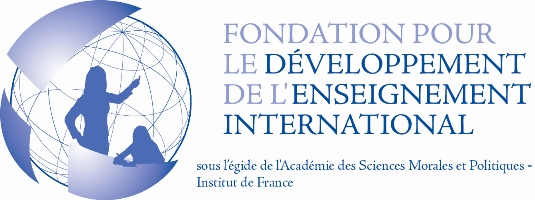 FONDATION POUR
LE DÉVELOPPEMENT
DE L'ENSEIGNEMENT
INTERNATIONAL
sous l'égide de l'Académie des Sciences Morales et Politiques -
Institut de France